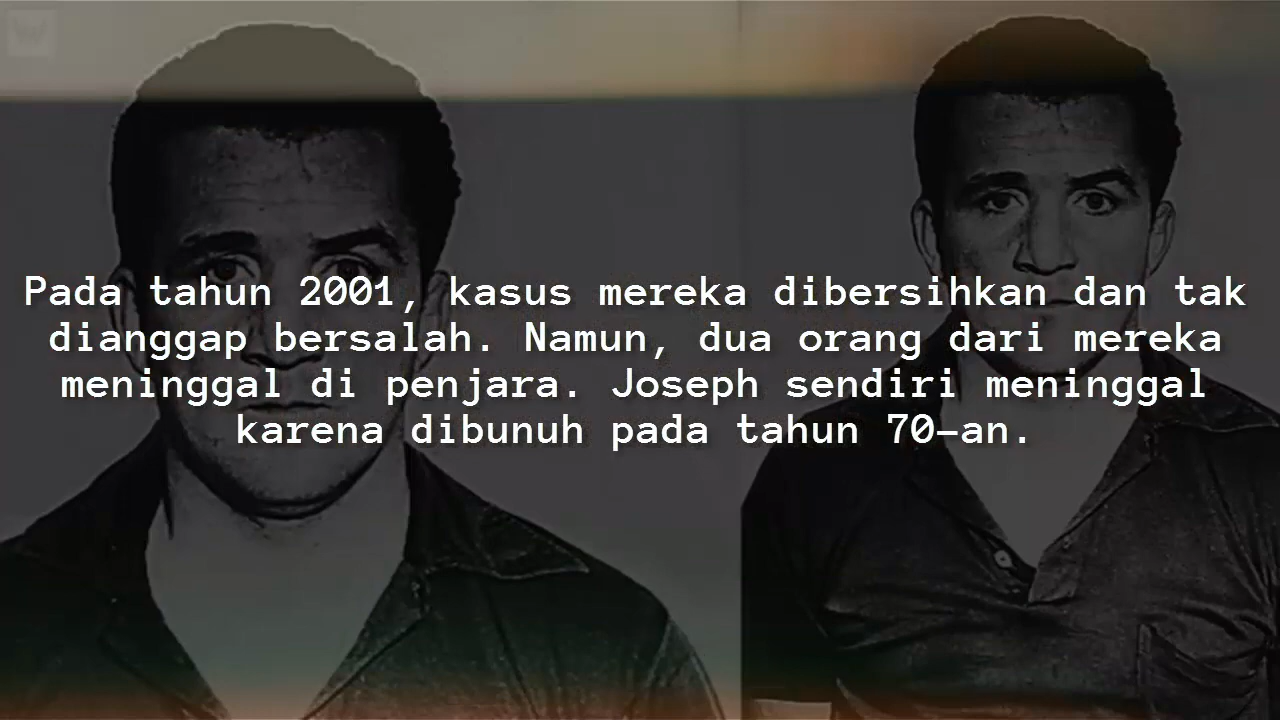 Pada tahun 2001, kasus mereka dibersihkan dan tak
dianggap bersalah. Namun, dua orang dari mereka
meninggal di penjara. Joseph sendiri meninggal
karena dibunuh pada tahun 70-an.